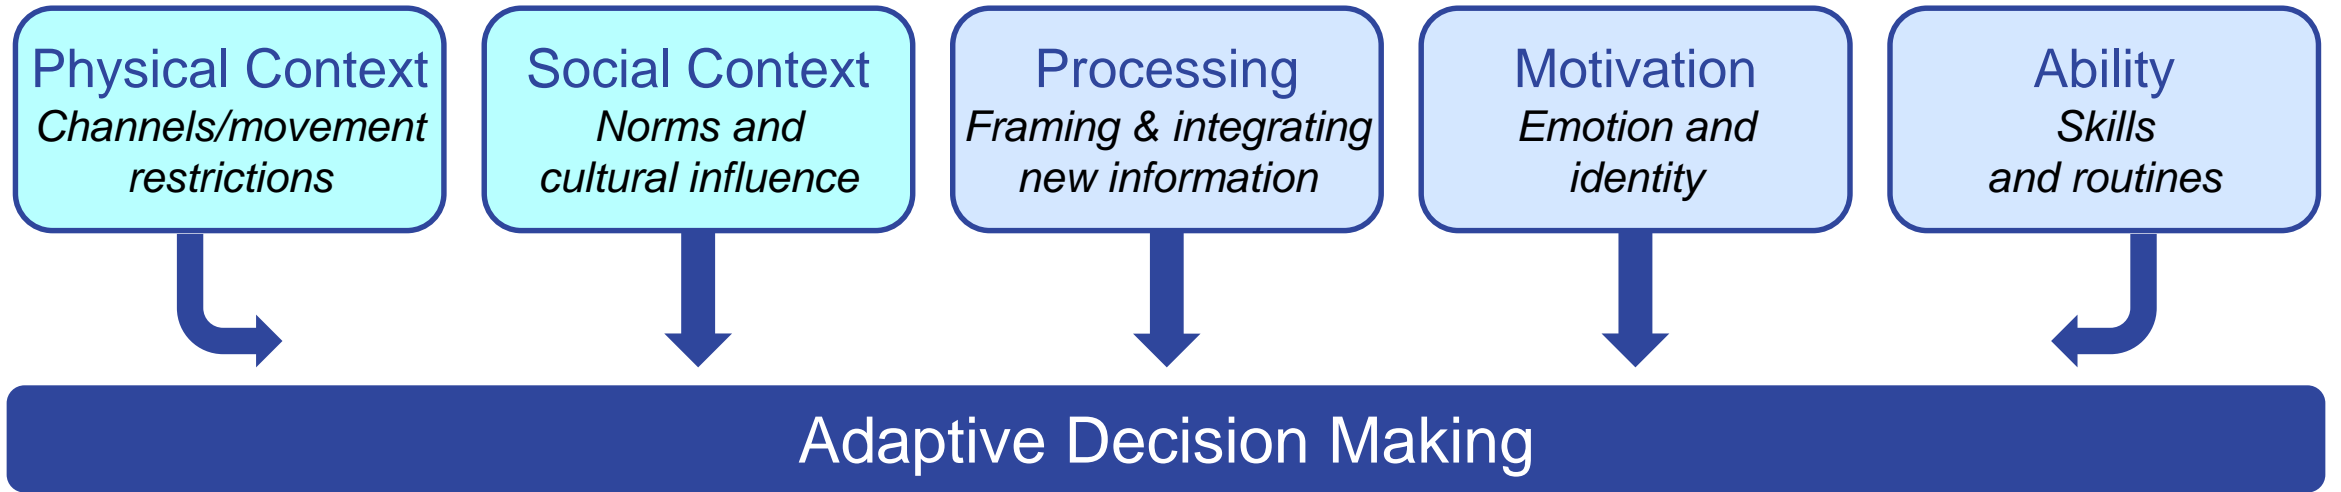 Physical Context
Channels/movement
restrictions
Social Context
Norms and
cultural influence
Processing
Framing & integrating
new information
Motivation
Emotion and
identity
Ability
Skills
and routines
Adaptive Decision Making